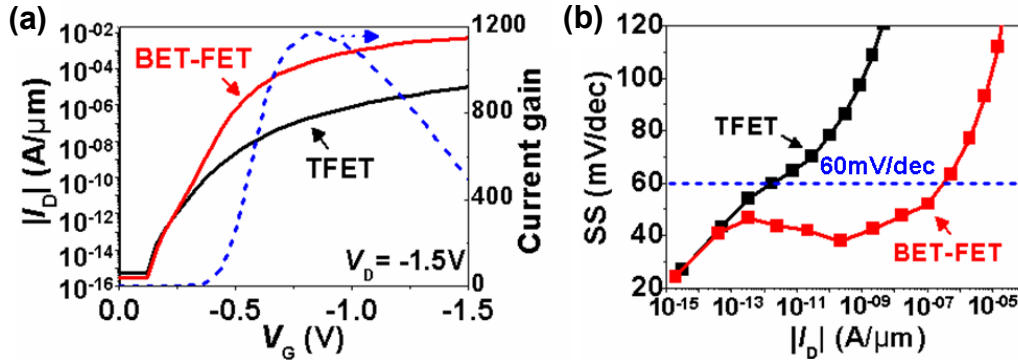 (a)
|I_D| (A/μm)
10^-02
10^-04
10^-06
10^-08
10^-10
10^-12
10^-14
10^-16
BET-FET
TFET
V_D = -1.5V
0.0
-0.5
-1.0
-1.5
V_G (V)
1200
900
400
200
0
Current gain
(b)
SS (mV/dec)
120
100
80
60
40
20
TFET
60mV/dec
BET-FET
10^-15
10^-13
10^-11
10^-09
10^-07
10^-05
|I_D| (A/μm)